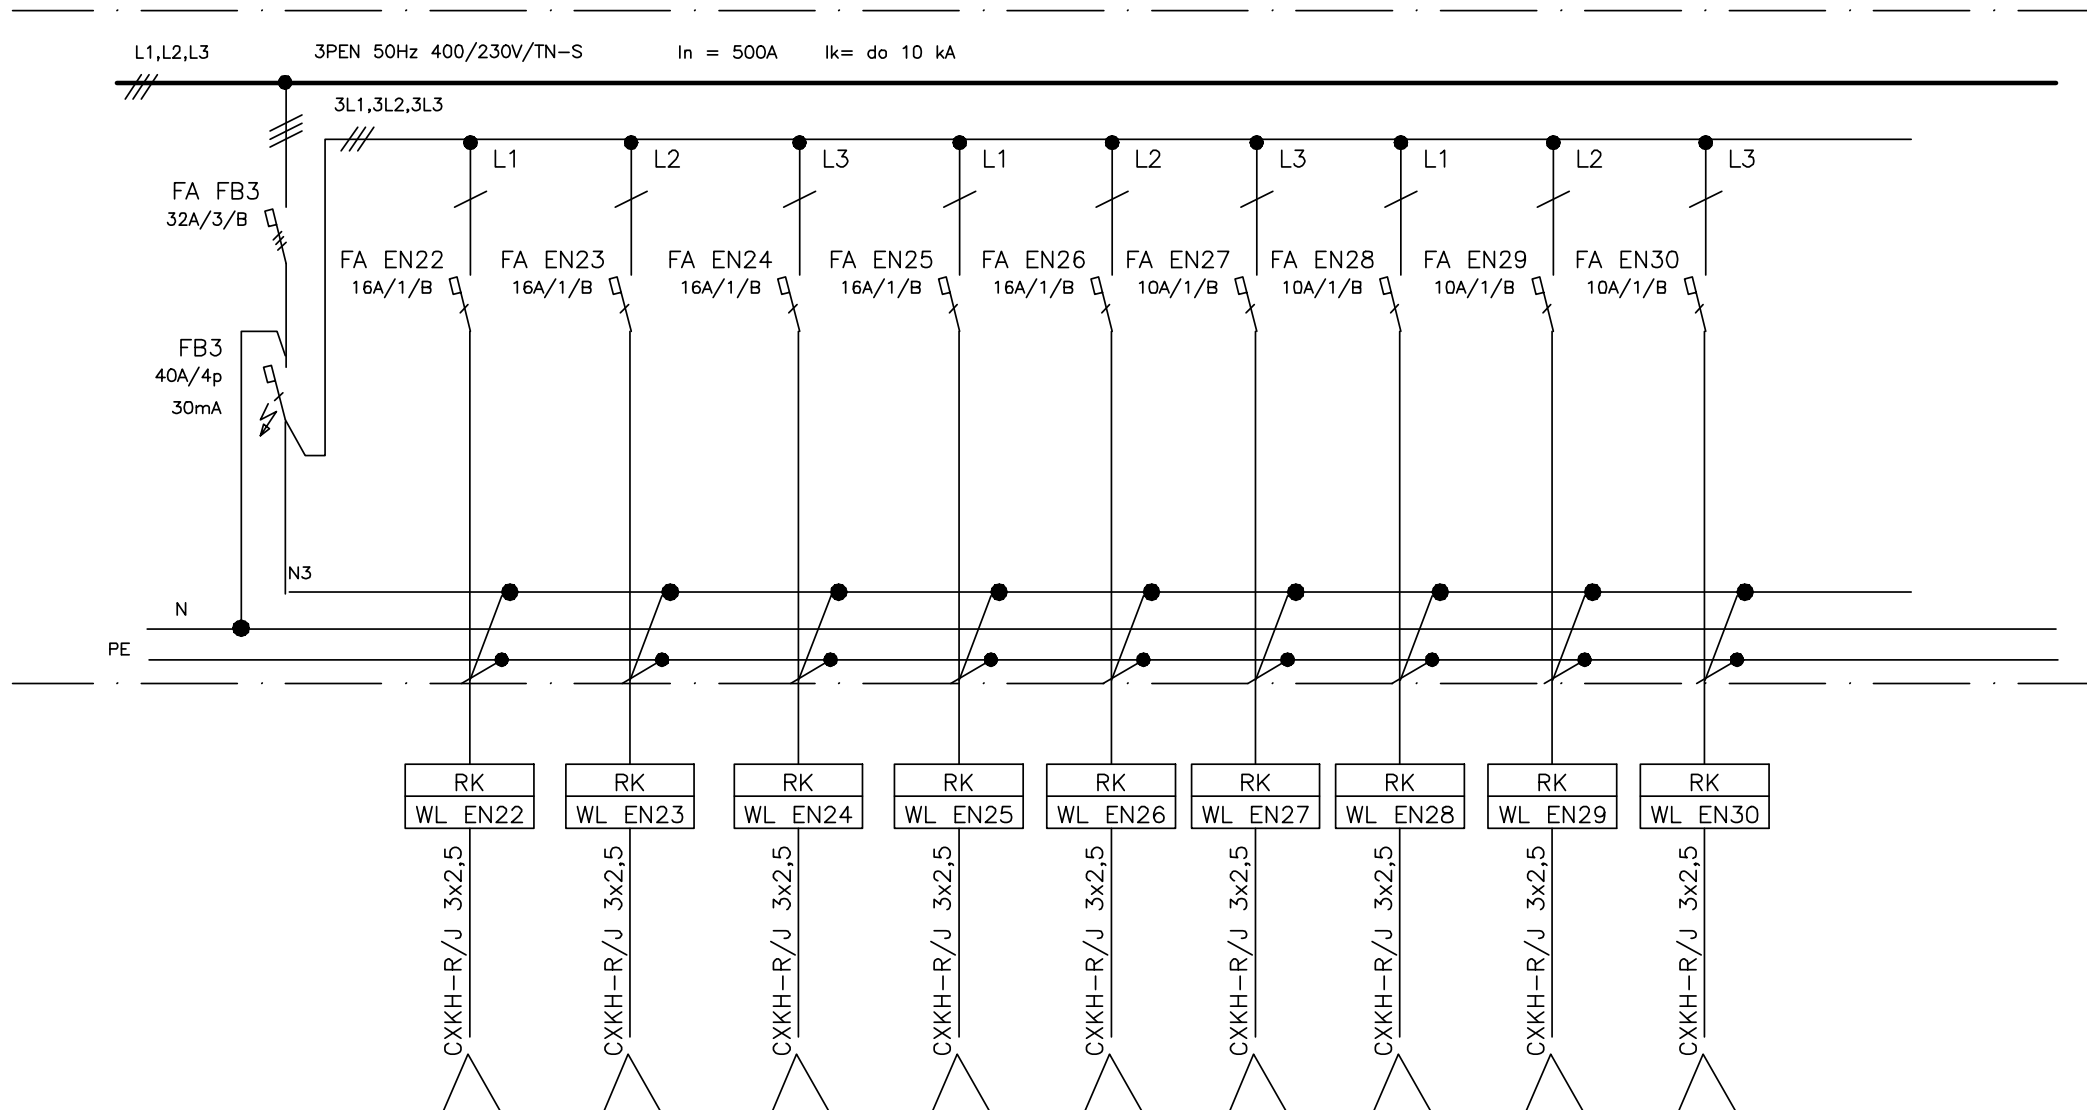 L1,L2,L3 3PEN 50Hz 400/230V/TN-S In = 500A Ik= do 10 kA
3L1,3L2,3L3
L1 L2 L3 L1 L2 L3 L1 L2 L3
FA FB3
32A/3/B
FA EN22 FA EN23 FA EN24 FA EN25 FA EN26 FA EN27 FA EN28 FA EN29 FA EN30
16A/1/B 16A/1/B 16A/1/B 16A/1/B 16A/1/B 10A/1/B 10A/1/B 10A/1/B 10A/1/B
FB3
40A/4p
30mA
N3
N
PE
RK RK RK RK RK RK RK RK RK
WL EN22 WL EN23 WL EN24 WL EN25 WL EN26 WL EN27 WL EN28 WL EN29 WL EN30
CXKH-R/J 3x2,5
CXKH-R/J 3x2,5
CXKH-R/J 3x2,5
CXKH-R/J 3x2,5
CXKH-R/J 3x2,5
CXKH-R/J 3x2,5
CXKH-R/J 3x2,5
CXKH-R/J 3x2,5
CXKH-R/J 3x2,5